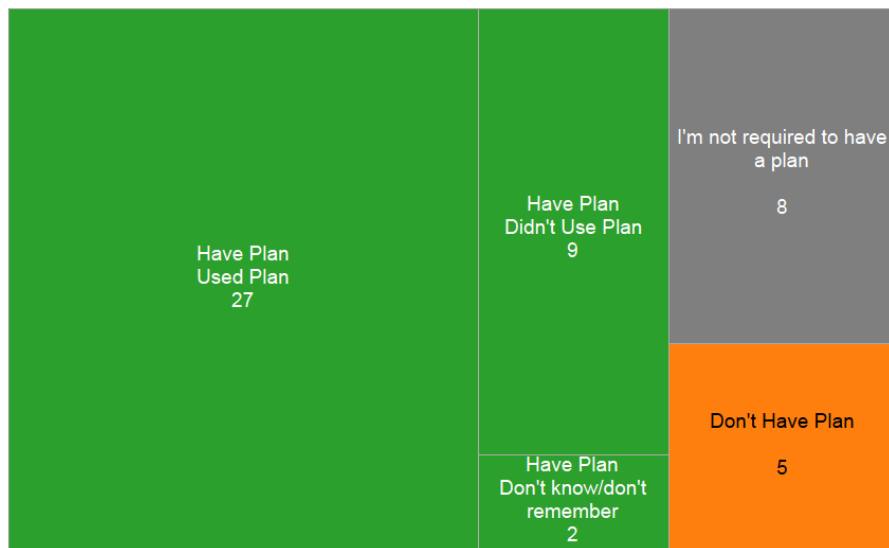 Have Plan
Used Plan
27
Have Plan
Didn't Use Plan
9
Have Plan
Don't know/don't
remember
2
I'm not required to have
a plan
8
Don't Have Plan
5